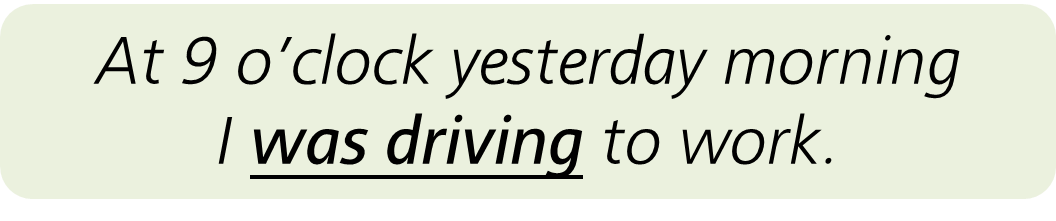 At 9 o’clock yesterday morning
I was driving to work.